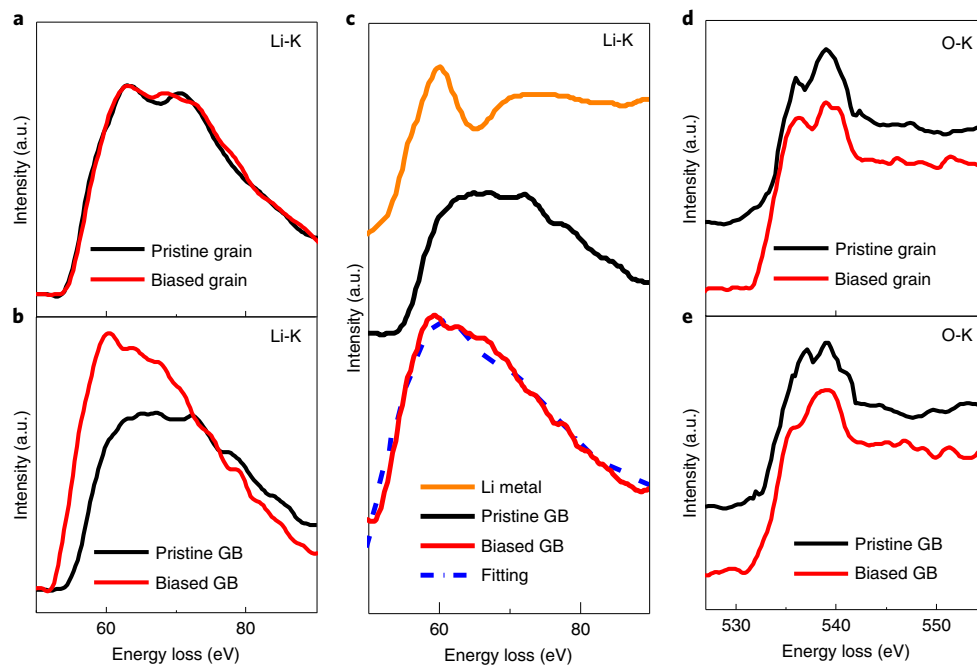 a
Li-K
Intensity (a.u.)
Pristine grain
Biased grain
b
Li-K
Intensity (a.u.)
Pristine GB
Biased GB
60
80
Energy loss (eV)
c
Li-K
Intensity (a.u.)
Li metal
Pristine GB
Biased GB
Fitting
60
80
Energy loss (eV)
d
O-K
Intensity (a.u.)
Pristine grain
Biased grain
e
O-K
Intensity (a.u.)
Pristine GB
Biased GB
530
540
550
Energy loss (eV)